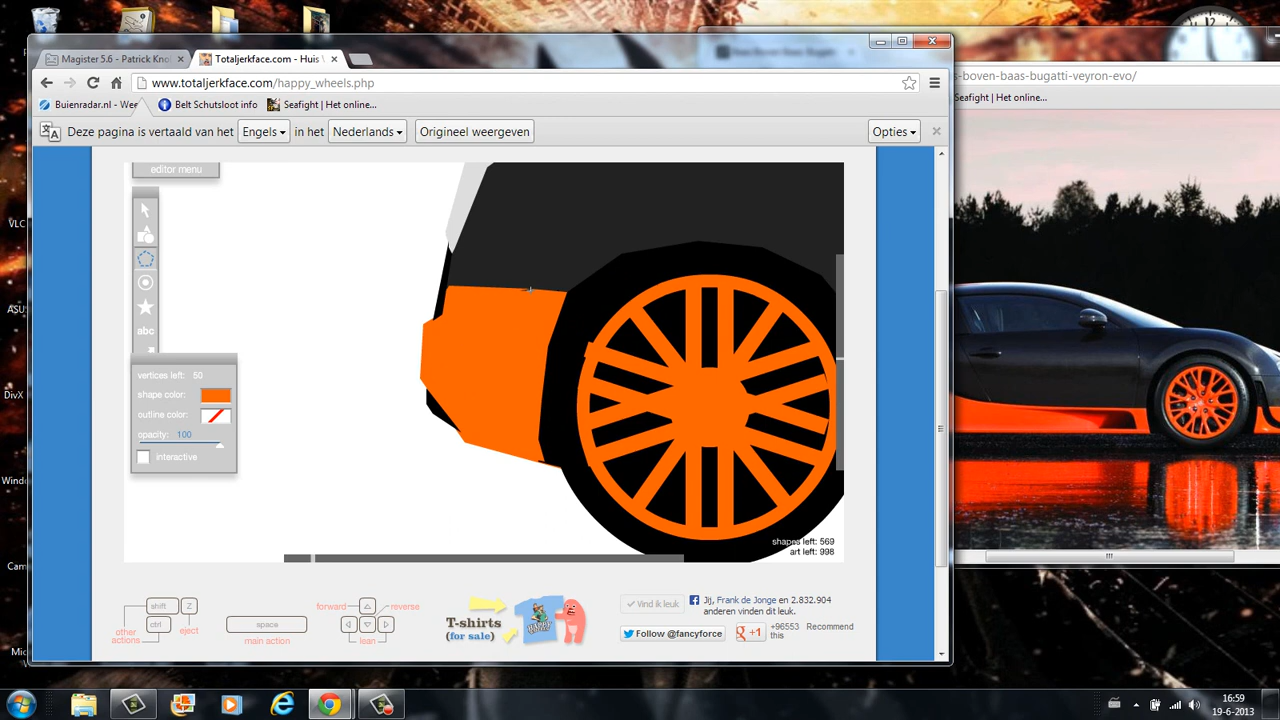 Magister 5.6 - Patrick Kno
Totaljerkface.com - Huis
www.totaljerkface.com/happy_wheels.php
s-boven-baas-bugatti-veyron-evo/
Buienradar.nl - Wee
Belt Schutsloot info
Seafight | Het online...
Seafight | Het online...
Deze pagina is vertaald van het
Engels
in het
Nederlands
Origineel weergeven
Opties
editor menu
abc
vertices left: 50
shape color:
outline color:
opacity: 100
interactive
shapes left: 569
art left: 998
VLC
ASUS
DivX
Windo
Cam
Mic
shift
Z
ctrl
other
actions
eject
space
main action
forward
reverse
lean
T-shirts
(for sale)
Vind ik leuk
Jij, Frank de Jonge en 2.832.904
anderen vinden dit leuk.
Follow @fancyforce
+1
+96553
Recommend
this
16:59
19-6-2013